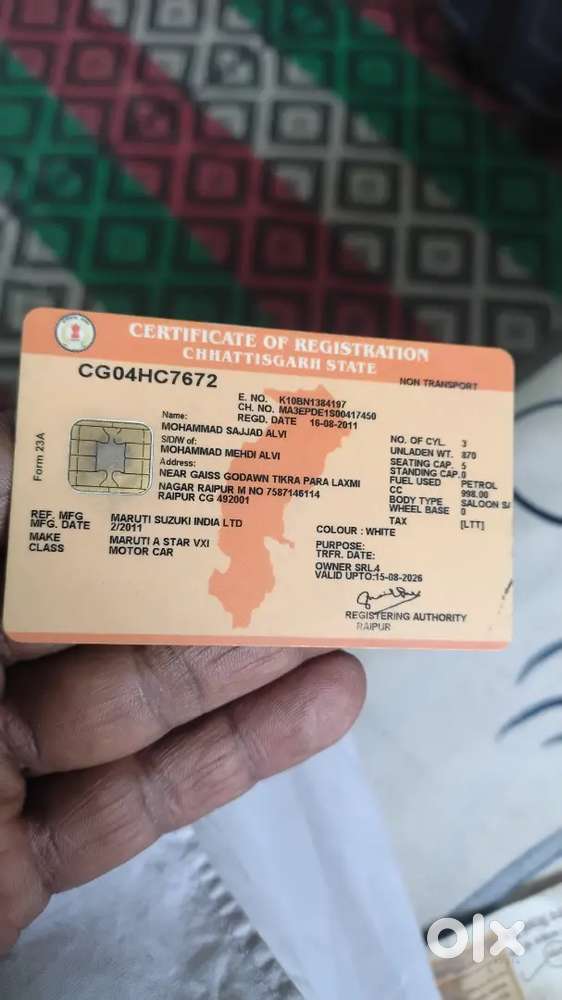 CERTIFICATE OF REGISTRATION
CHHATTISGARH STATE
CG04HC7672
NON TRANSPORT
E. NO. K10BN1384197
CH. NO. MA3EPDE1S00417450
REGD. DATE 16-08-2011
Form 23A
Name:
MOHAMMAD SAJJAD ALVI
S/D/W of:
MOHAMMAD MEHDI ALVI
Address:
NEAR GAISS GODAWN TIKRA PARA LAXMI
NAGAR RAIPUR M NO 7587146114
RAIPUR CG 492001
NO. OF CYL. 3
UNLADEN WT. 870
SEATING CAP. 5
STANDING CAP. 0
FUEL USED PETROL
CC 998.00
BODY TYPE SALOON SA
WHEEL BASE 0
TAX [LTT]
REF. MFG MARUTI SUZUKI INDIA LTD
MFG. DATE 2/2011
MAKE MARUTI A STAR VXI
CLASS MOTOR CAR
COLOUR : WHITE
PURPOSE:
TRFR. DATE:
OWNER SRL.4
VALID UPTO:15-08-2026
REGISTERING AUTHORITY
RAIPUR
olx